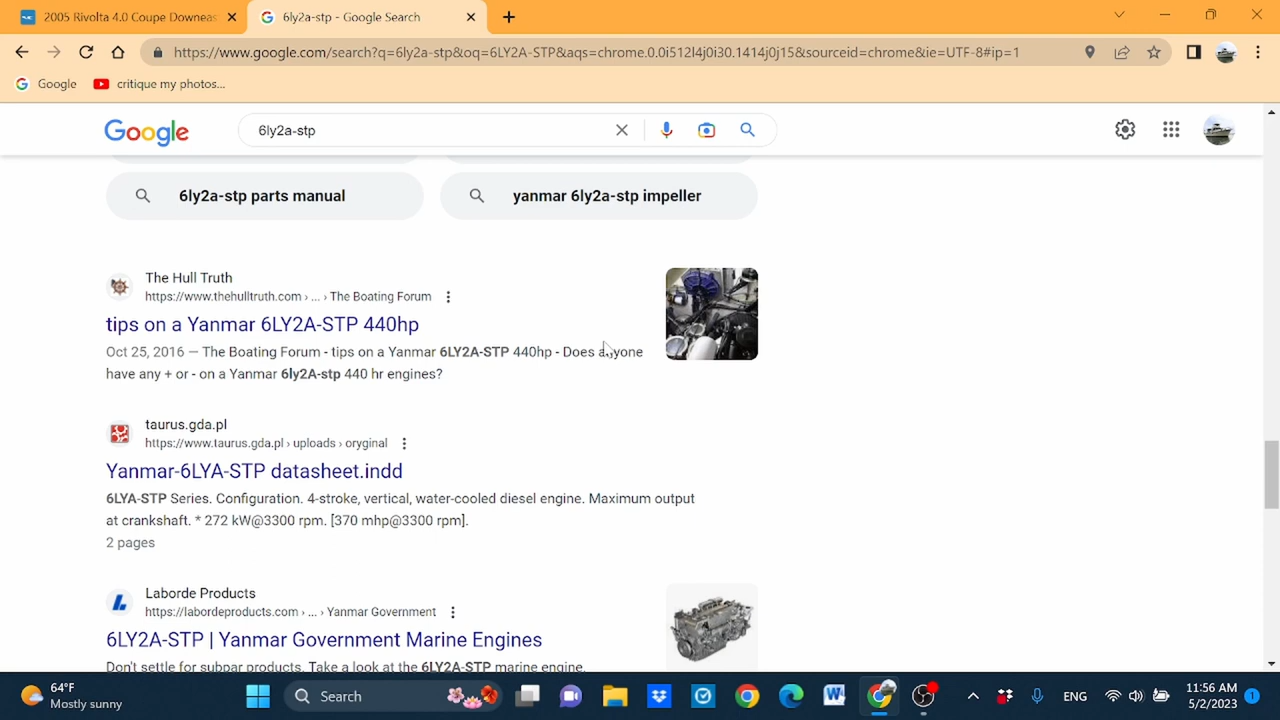 2005 Rivolta 4.0 Coupe Downeas
6ly2a-stp - Google Search
https://www.google.com/search?q=6ly2a-stp&oq=6LY2A-STP&aqs=chrome.0.0i512l4j0i30.1414j0j15&sourceid=chrome&ie=UTF-8#ip=1
Google
critique my photos...
Google
6ly2a-stp
6ly2a-stp parts manual
yanmar 6ly2a-stp impeller
The Hull Truth
https://www.thehulltruth.com › ... › The Boating Forum
tips on a Yanmar 6LY2A-STP 440hp
Oct 25, 2016 — The Boating Forum - tips on a Yanmar 6LY2A-STP 440hp - Does anyone
have any + or - on a Yanmar 6ly2A-stp 440 hr engines?
taurus.gda.pl
https://www.taurus.gda.pl › uploads › oryginal
Yanmar-6LYA-STP datasheet.indd
6LYA-STP Series. Configuration. 4-stroke, vertical, water-cooled diesel engine. Maximum output
at crankshaft. * 272 kW@3300 rpm. [370 mhp@3300 rpm].
2 pages
Laborde Products
https://labordeproducts.com › ... › Yanmar Government
6LY2A-STP | Yanmar Government Marine Engines
Don't settle for subpar products. Take a look at the 6LY2A-STP marine engine.
64°F
Mostly sunny
Search
ENG
11:56 AM
5/2/2023
1